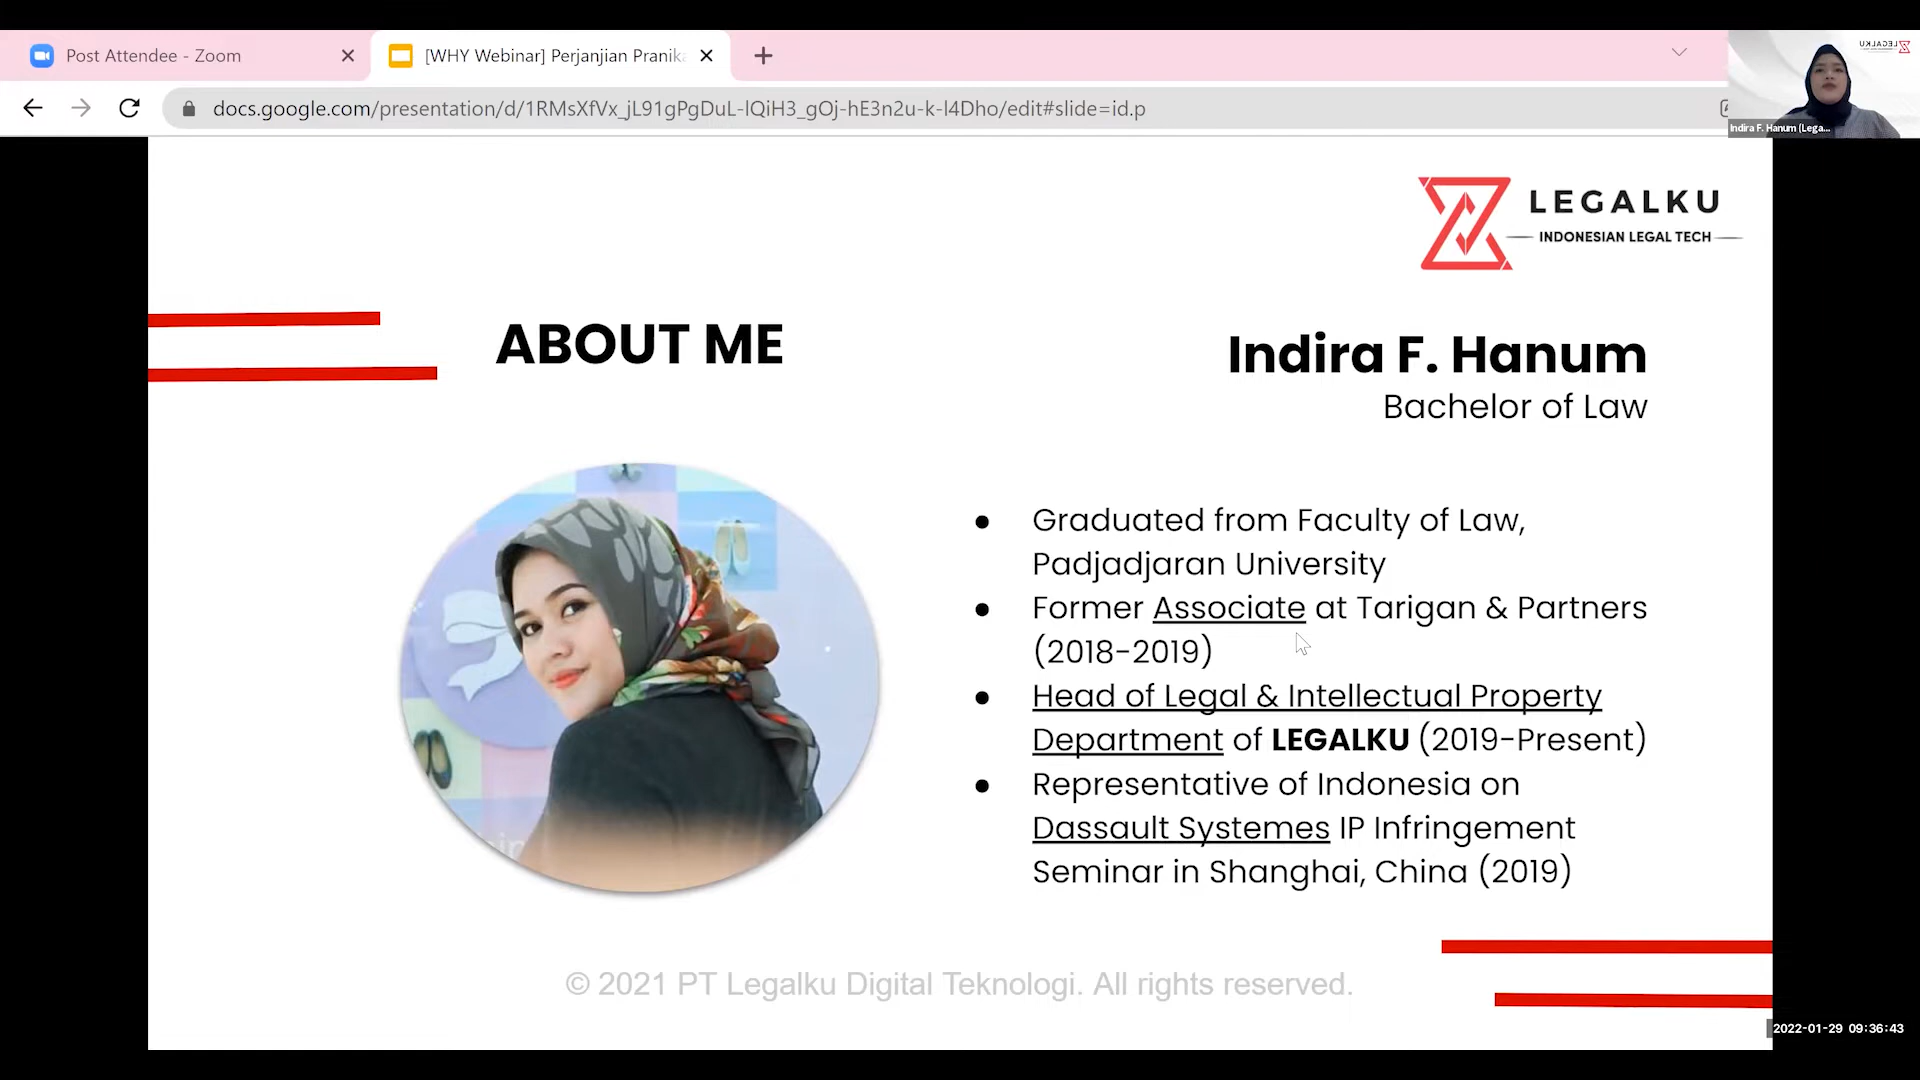 Post Attendee - Zoom
[WHY Webinar] Perjanjian Pranik
docs.google.com/presentation/d/1RMsXfVx_jL91gPgDuL-lQiH3_gOj-hE3n2u-k-l4Dho/edit#slide=id.p
LEGALKU
Indira F. Hanum (Lega...
LEGALKU
INDONESIAN LEGAL TECH
ABOUT ME
Indira F. Hanum
Bachelor of Law
● Graduated from Faculty of Law,
Padjadjaran University
● Former Associate at Tarigan & Partners
(2018-2019)
● Head of Legal & Intellectual Property
Department of LEGALKU (2019-Present)
● Representative of Indonesia on
Dassault Systemes IP Infringement
Seminar in Shanghai, China (2019)
© 2021 PT Legalku Digital Teknologi. All rights reserved.
2022-01-29 09:36:43